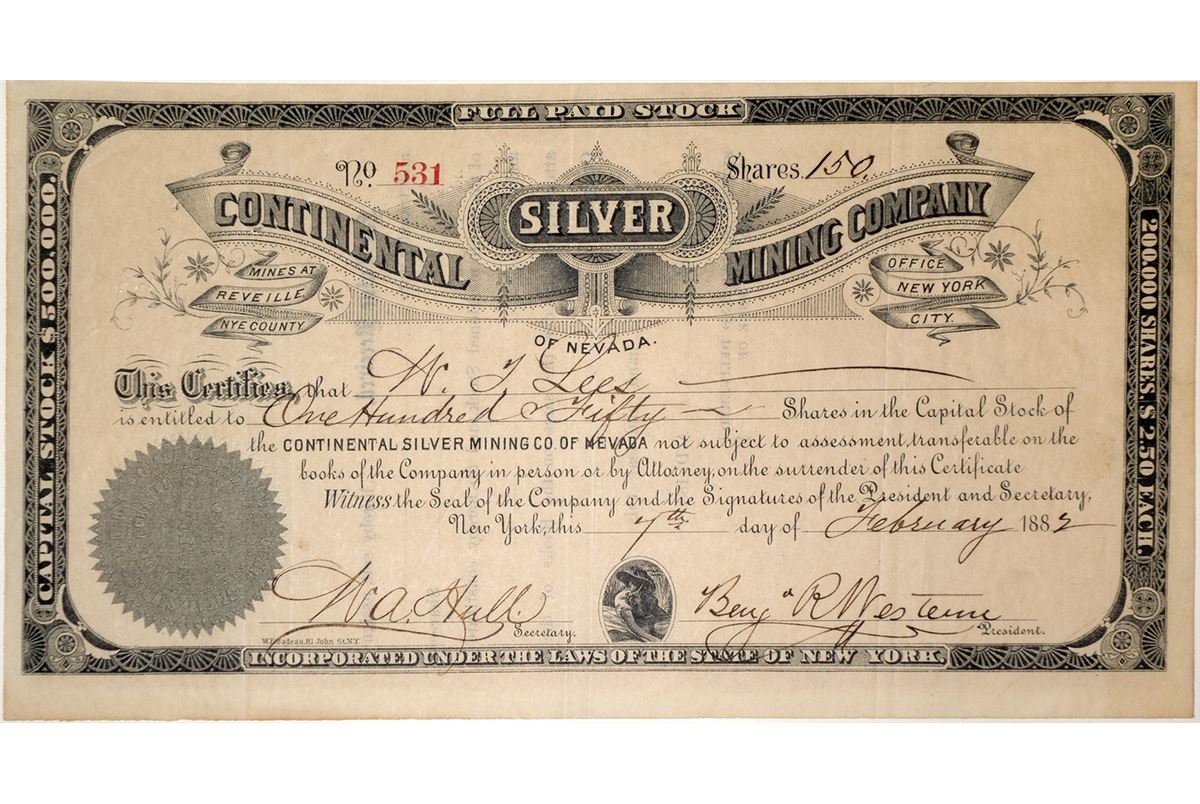 FULL PAID STOCK
No 531
Shares. 150
CONTINENTAL SILVER MINING COMPANY
MINES AT
REVEILLE
NYE COUNTY
OFFICE
NEW YORK
CITY.
OF NEVADA.
This Certifies that W. T. Lees
is entitled to One Hundred & Fifty Shares in the Capital Stock of
the CONTINENTAL SILVER MINING CO. OF NEVADA not subject to assessment, transferable on the
books of the Company in person or by Attorney, on the surrender of this Certificate
Witness the Seal of the Company and the Signatures of the President and Secretary,
New York, this 7th day of February 1882
W. A. Hull
Secretary.
Benj R Western
President.
W.E. Badeau, 81 John St. N.Y.
INCORPORATED UNDER THE LAWS OF THE STATE OF NEW YORK.
CAPITAL STOCK $500,000.
200,000 SHARES. $2.50 EACH.